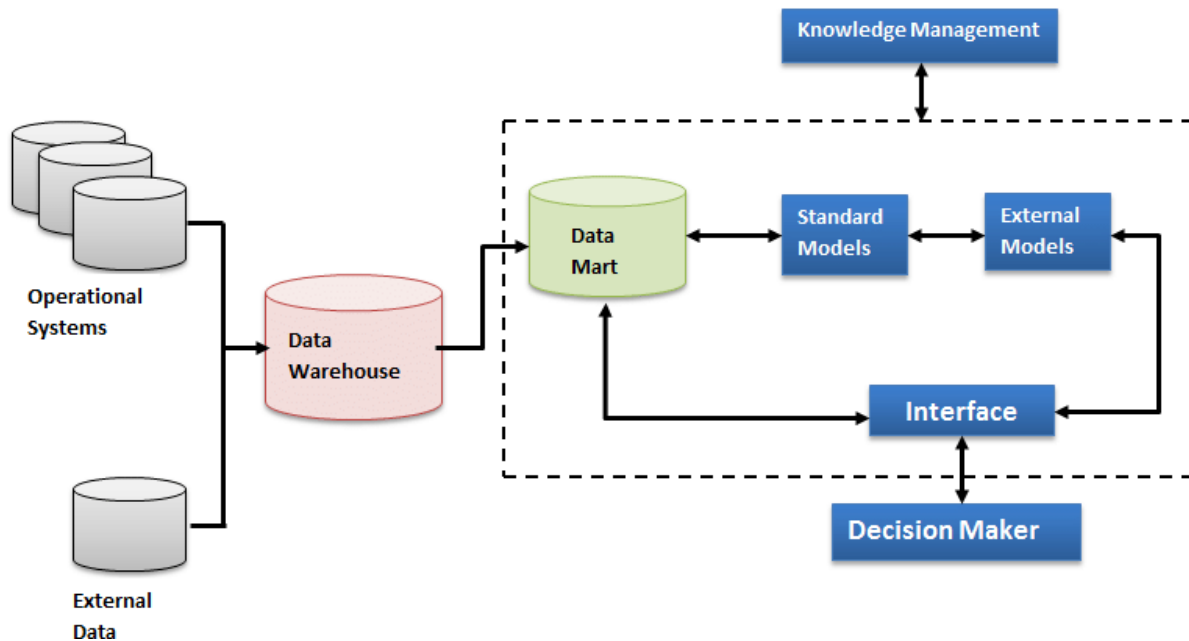 Knowledge Management
Operational
Systems
Data
Warehouse
Data
Mart
Standard
Models
External
Models
Interface
Decision Maker
External
Data